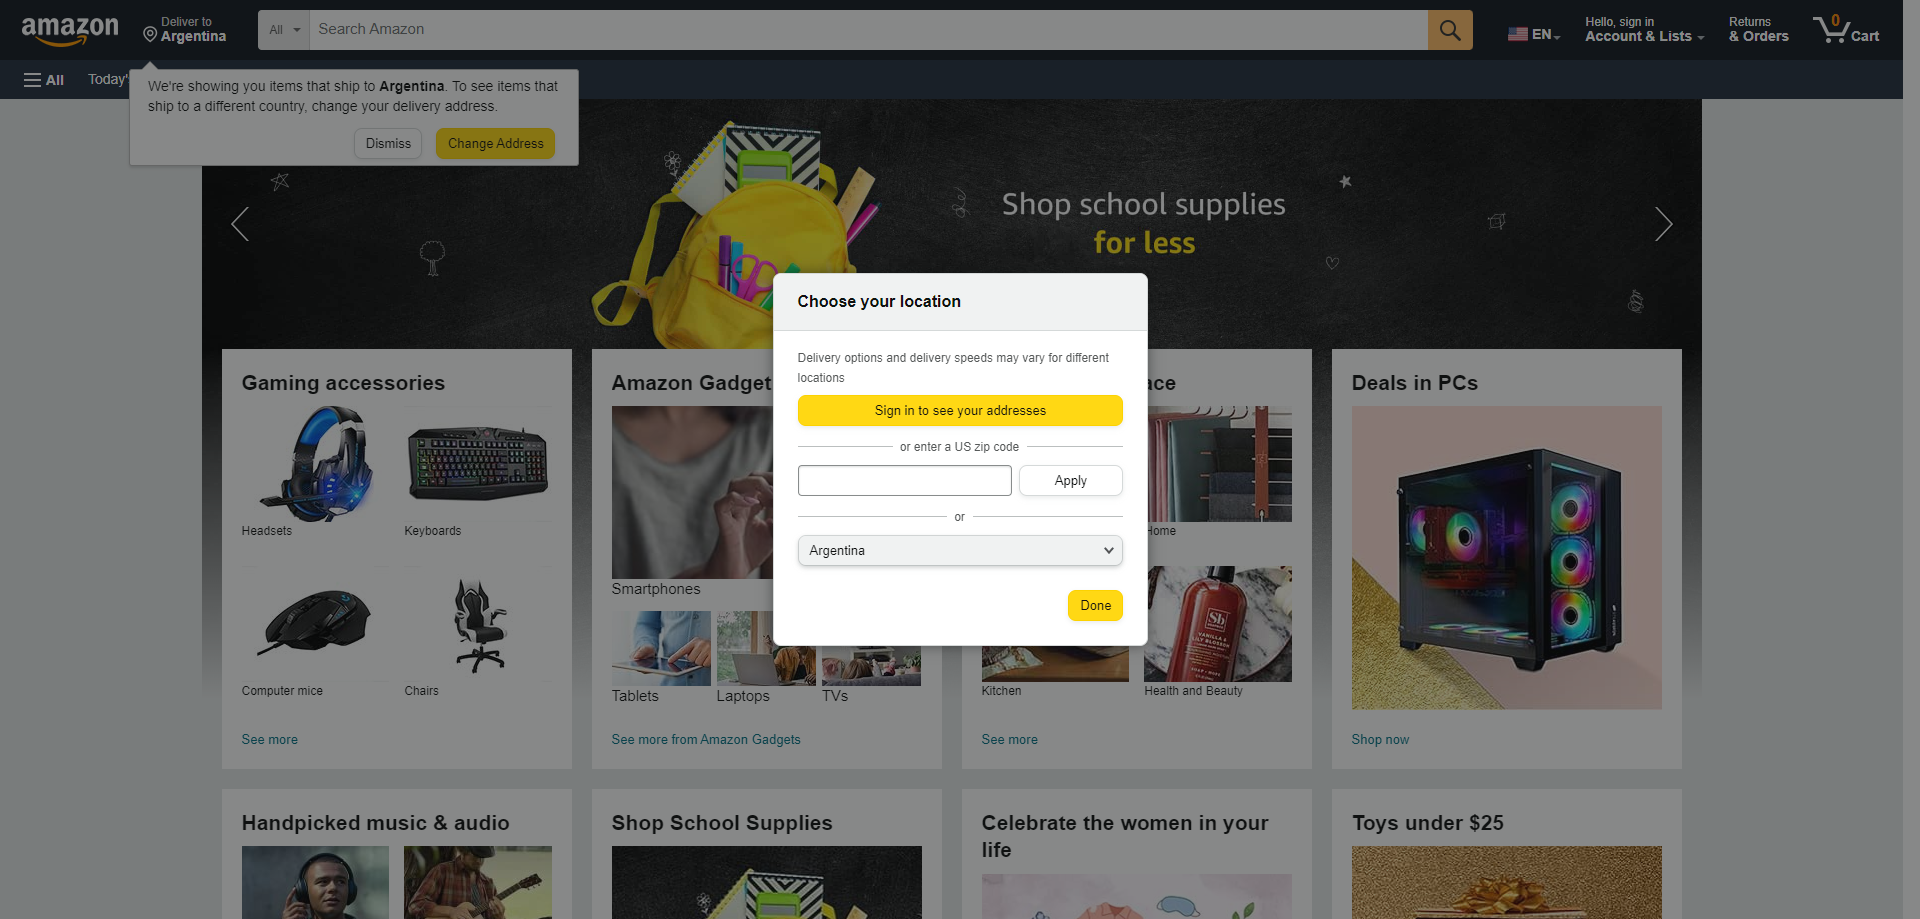 amazon
Deliver to
Argentina
All
Search Amazon
EN
Hello, sign in
Account & Lists
Returns
& Orders
0
Cart
All
Today'
We're showing you items that ship to Argentina. To see items that
ship to a different country, change your delivery address.
Dismiss
Change Address
Shop school supplies
for less
Choose your location
Delivery options and delivery speeds may vary for different
locations
Sign in to see your addresses
or enter a US zip code
Apply
or
Argentina
Done
Gaming accessories
Headsets
Keyboards
Computer mice
Chairs
See more
Amazon Gadget
Smartphones
Tablets
Laptops
TVs
See more from Amazon Gadgets
ace
Home
Kitchen
Sb
VANILLA &
LILY BLOSSOM
Health and Beauty
See more
Deals in PCs
Shop now
Handpicked music & audio
Shop School Supplies
Celebrate the women in your
life
Toys under $25